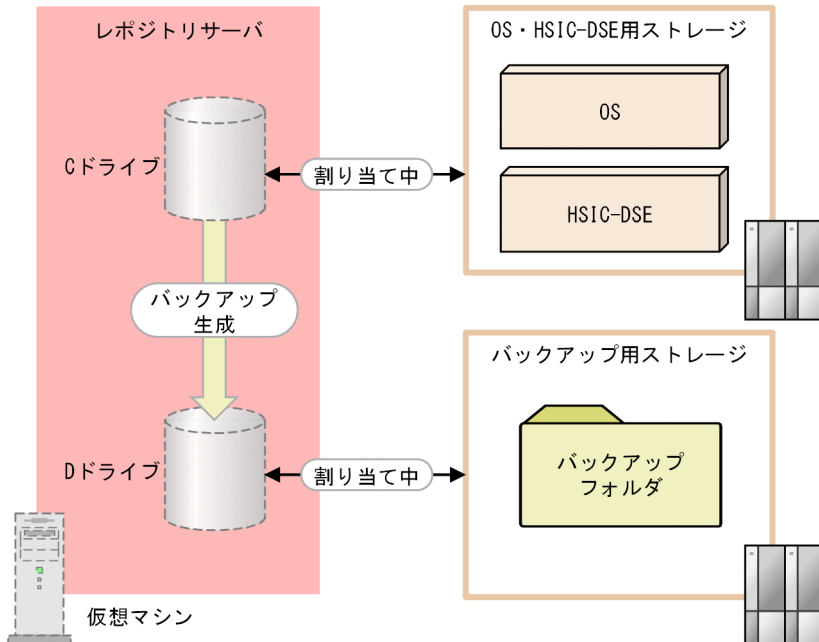 レポジトリサーバ
OS・HSIC-DSE用ストレージ
OS
Cドライブ
割り当て中
HSIC-DSE
バックアップ
生成
バックアップ用ストレージ
Dドライブ
割り当て中
バックアップ
フォルダ
仮想マシン